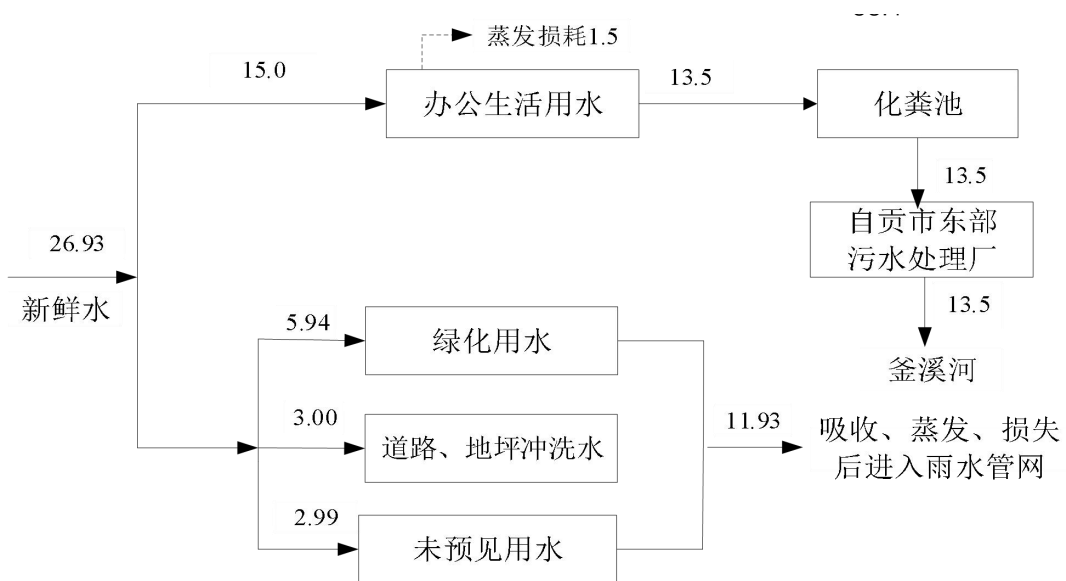 蒸发损耗1.5
15.0
办公生活用水
13.5
化粪池
13.5
自贡市东部
污水处理厂
26.93
新鲜水
13.5
釜溪河
5.94
绿化用水
3.00
道路、地坪冲洗水
11.93
吸收、蒸发、损失
后进入雨水管网
2.99
未预见用水